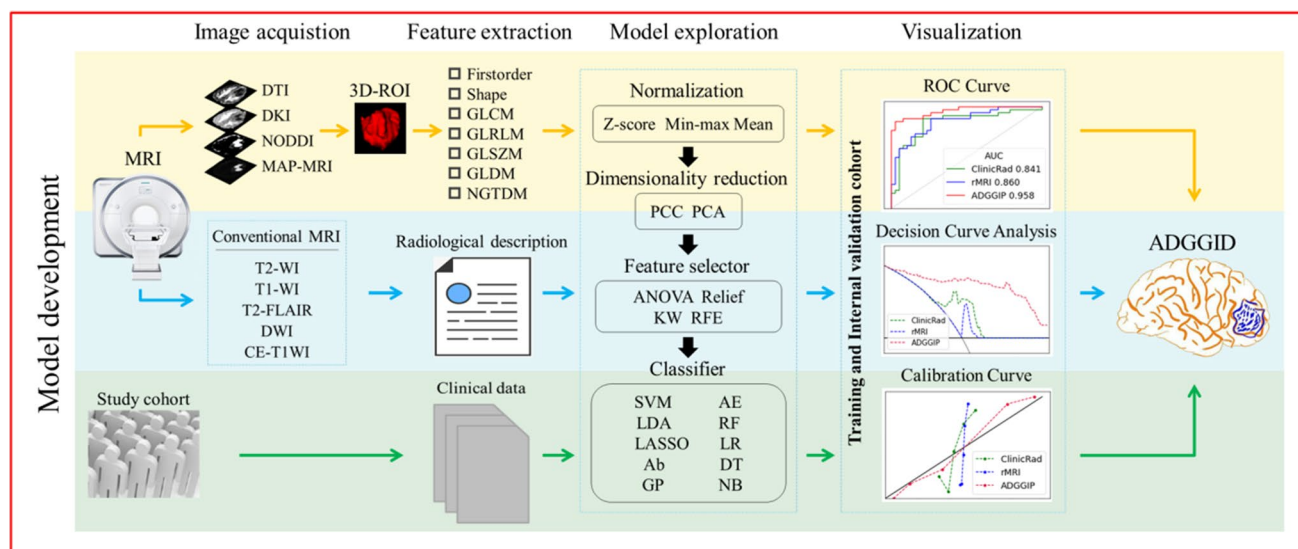 Image acquistion
Feature extraction
Model exploration
Visualization
Model development
MRI
DTI
DKI
NODDI
MAP-MRI
3D-ROI
Firstorder
Shape
GLCM
GLRLM
GLSZM
GLDM
NGTDM
Normalization
Z-score Min-max Mean
Dimensionality reduction
PCC PCA
Feature selector
ANOVA Relief
KW RFE
Classifier
SVM AE
LDA RF
LASSO LR
Ab DT
GP NB
Conventional MRI
T2-WI
T1-WI
T2-FLAIR
DWI
CE-T1WI
Radiological description
Study cohort
Clinical data
Training and Internal validation cohort
ROC Curve
AUC
ClinicRad 0.841
rMRI 0.860
ADGGIP 0.958
Decision Curve Analysis
ClinicRad
rMRI
ADGGIP
Calibration Curve
ClinicRad
rMRI
ADGGIP
ADGGID